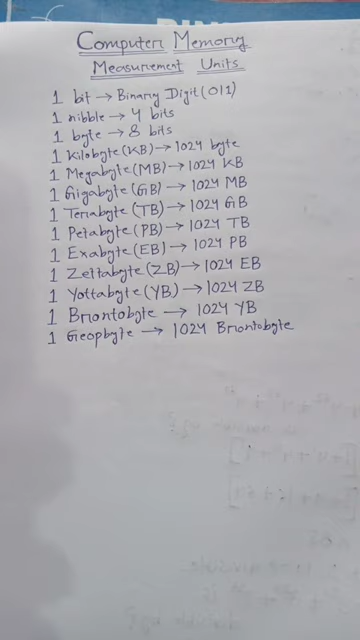 Computer Memory
Measurement Units
1 bit → Binary Digit (0/1)
1 nibble → 4 bits
1 byte → 8 bits
1 Kilobyte (KB) → 1024 byte
1 Megabyte (MB) → 1024 KB
1 Gigabyte (GB) → 1024 MB
1 Terrabyte (TB) → 1024 GB
1 Petabyte (PB) → 1024 TB
1 Exabyte (EB) → 1024 PB
1 Zettabyte (ZB) → 1024 EB
1 Yottabyte (YB) → 1024 ZB
1 Brontobyte → 1024 YB
1 Geopbyte → 1024 Brontobyte